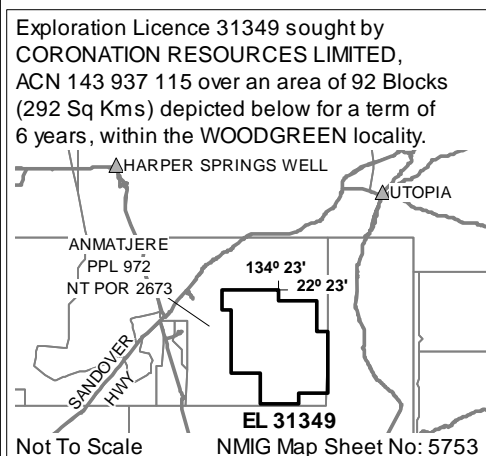 Exploration Licence 31349 sought by
CORONATION RESOURCES LIMITED,
ACN 143 937 115 over an area of 92 Blocks
(292 Sq Kms) depicted below for a term of
6 years, within the WOODGREEN locality.
HARPER SPRINGS WELL
UTOPIA
ANMATJERE
PPL 972
NT POR 2673
134º 23'
22º 23'
SANDOVER
HWY
EL 31349
Not To Scale
NMIG Map Sheet No: 5753